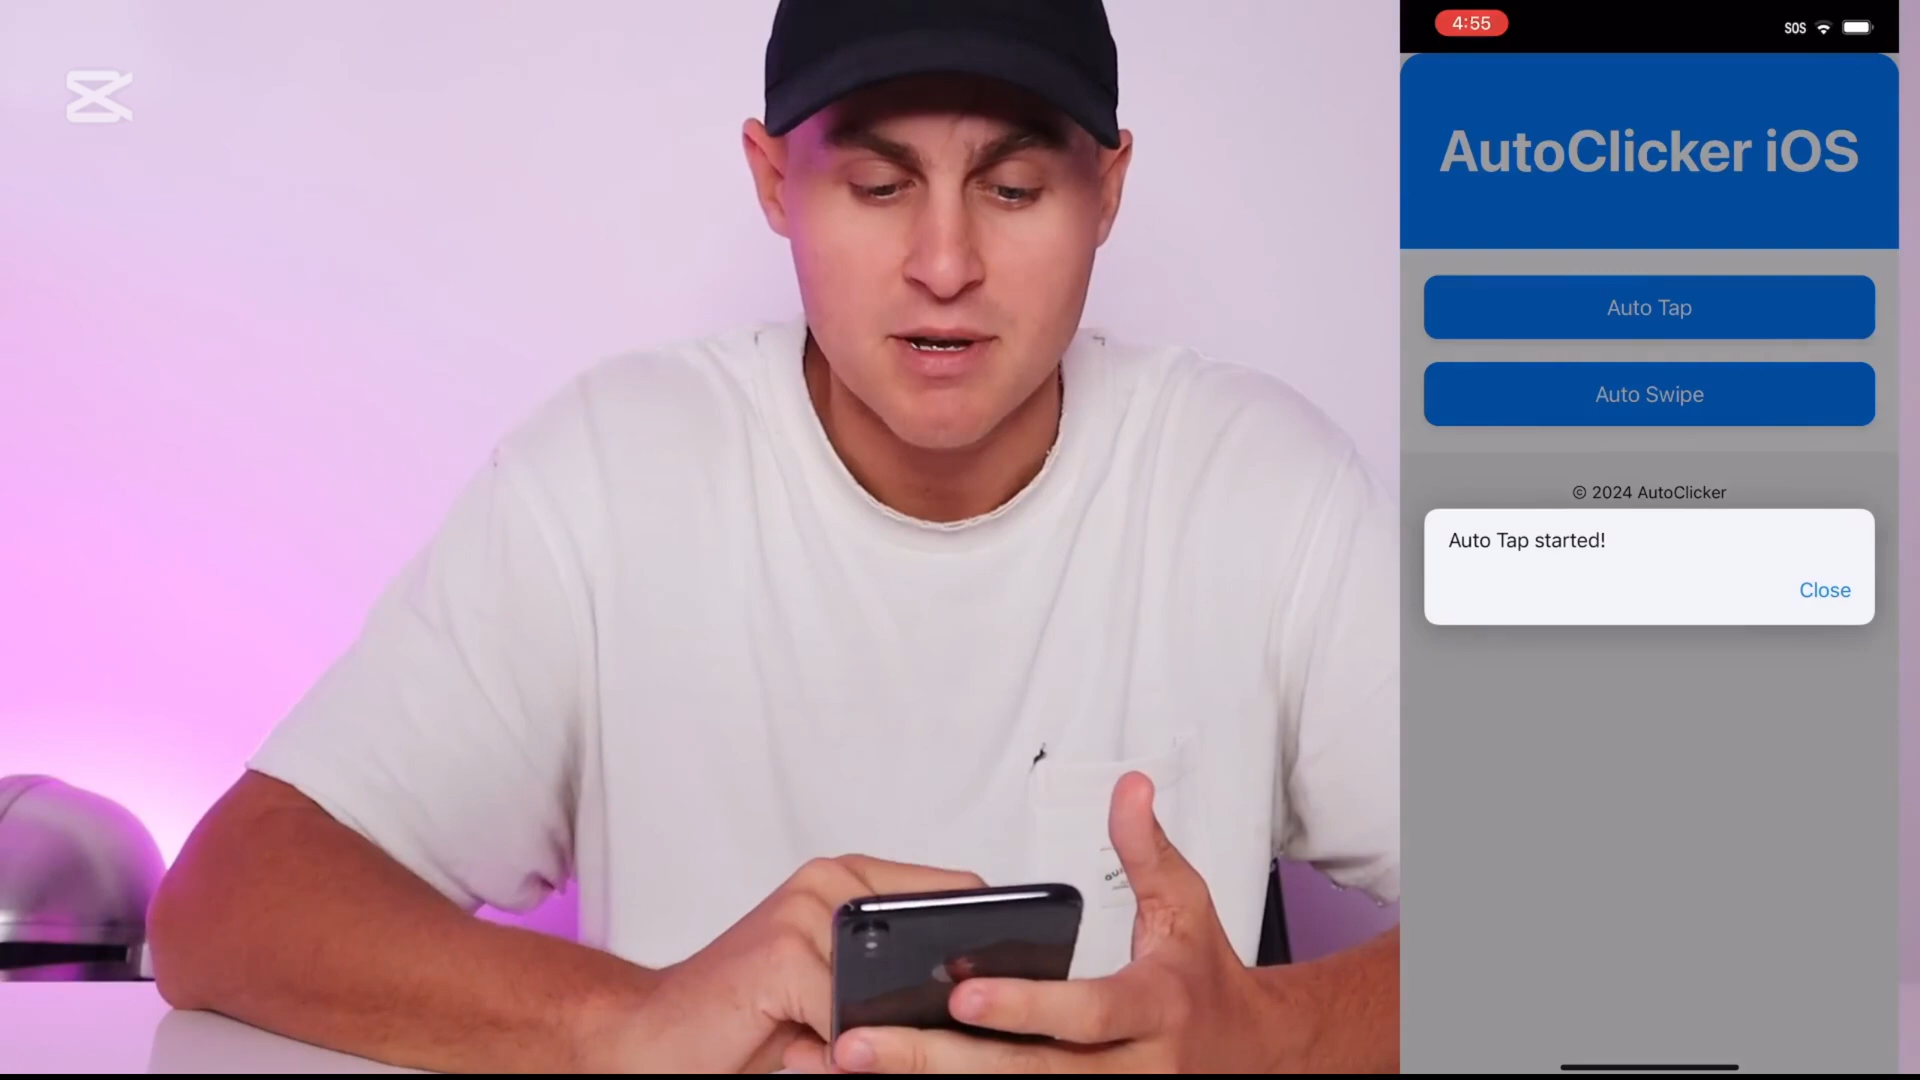 4:55
SOS
AutoClicker iOS
Auto Tap
Auto Swipe
© 2024 AutoClicker
Auto Tap started!
Close